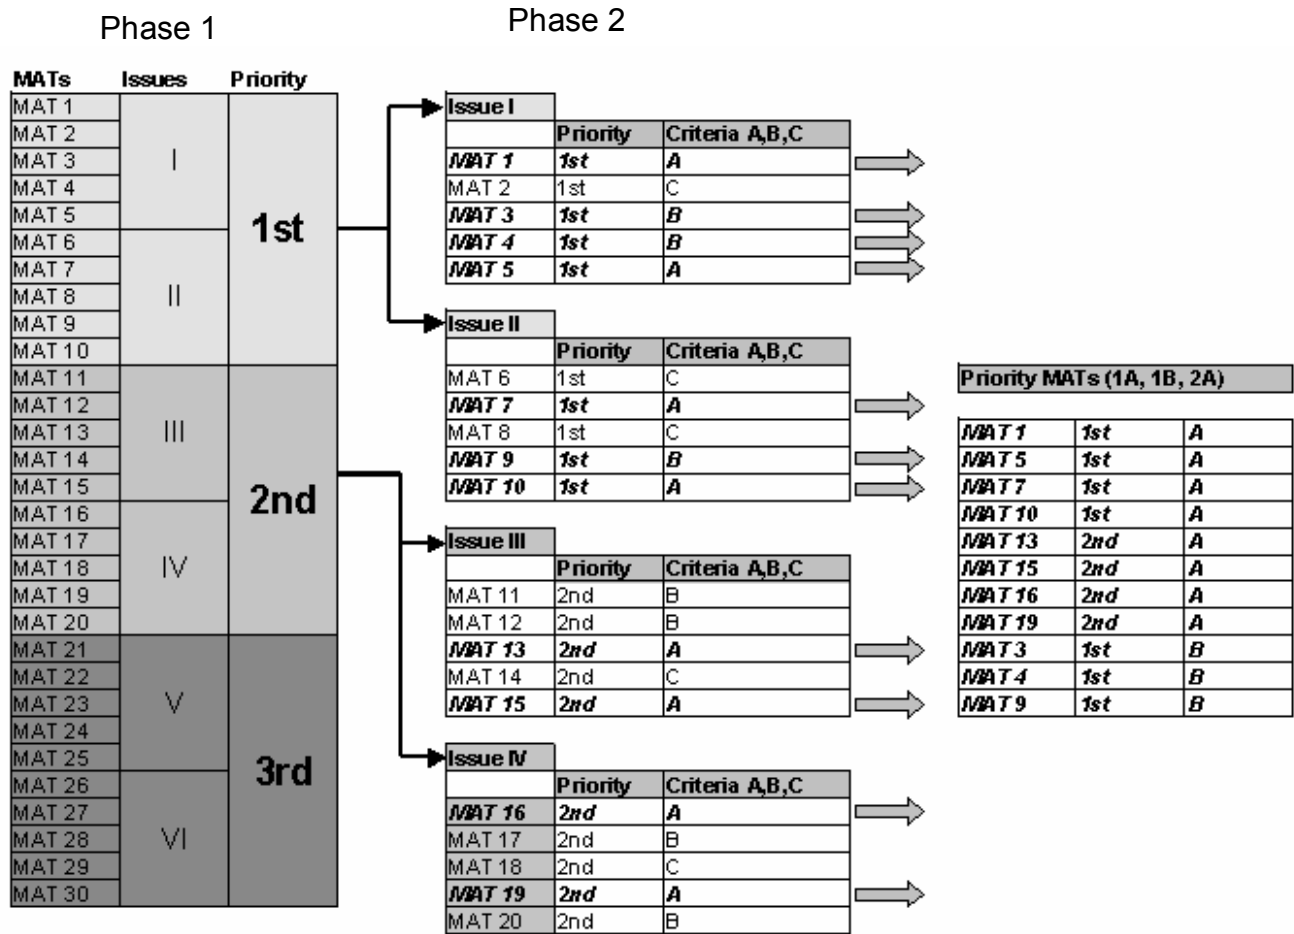 Phase 1
Phase 2
MATs Issues Priority
MAT 1
MAT 2
MAT 3
MAT 4
MAT 5
MAT 6
MAT 7
MAT 8
MAT 9
MAT 10
MAT 11
MAT 12
MAT 13
MAT 14
MAT 15
MAT 16
MAT 17
MAT 18
MAT 19
MAT 20
MAT 21
MAT 22
MAT 23
MAT 24
MAT 25
MAT 26
MAT 27
MAT 28
MAT 29
MAT 30
I
II
III
IV
V
VI
1st
2nd
3rd
Issue I
Priority Criteria A,B,C
MAT 1 1st A
MAT 2 1st C
MAT 3 1st B
MAT 4 1st B
MAT 5 1st A
Issue II
Priority Criteria A,B,C
MAT 6 1st C
MAT 7 1st A
MAT 8 1st C
MAT 9 1st B
MAT 10 1st A
Issue III
Priority Criteria A,B,C
MAT 11 2nd B
MAT 12 2nd B
MAT 13 2nd A
MAT 14 2nd C
MAT 15 2nd A
Issue IV
Priority Criteria A,B,C
MAT 16 2nd A
MAT 17 2nd B
MAT 18 2nd C
MAT 19 2nd A
MAT 20 2nd B
Priority MATs (1A, 1B, 2A)
MAT 1 1st A
MAT 5 1st A
MAT 7 1st A
MAT 10 1st A
MAT 13 2nd A
MAT 15 2nd A
MAT 16 2nd A
MAT 19 2nd A
MAT 3 1st B
MAT 4 1st B
MAT 9 1st B